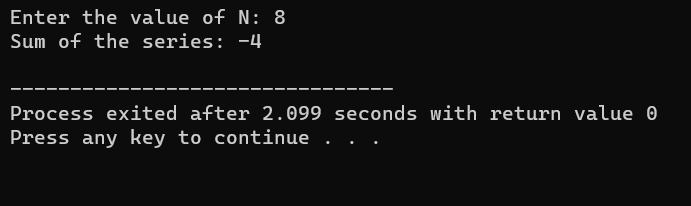 Enter the value of N: 8
Sum of the series: -4
--------------------------------
Process exited after 2.099 seconds with return value 0
Press any key to continue . . .